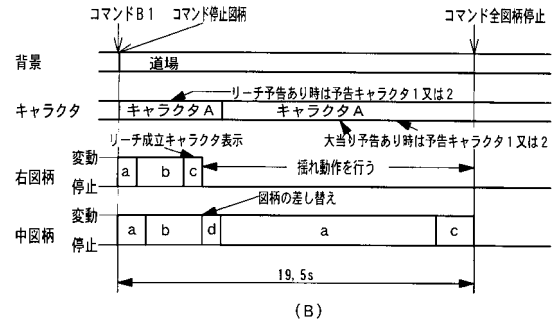 コマンドB1
コマンド停止図柄
コマンド全図柄停止
背景
道場
リーチ予告あり時は予告キャラクタ1又は2
キャラクタ
キャラクタA
キャラクタA
リーチ成立キャラクタ表示
大当り予告あり時は予告キャラクタ1又は2
右図柄
変動
停止
a
b
c
揺れ動作を行う
図柄の差し替え
中図柄
変動
停止
a
b
d
a
c
19,5s
(B)